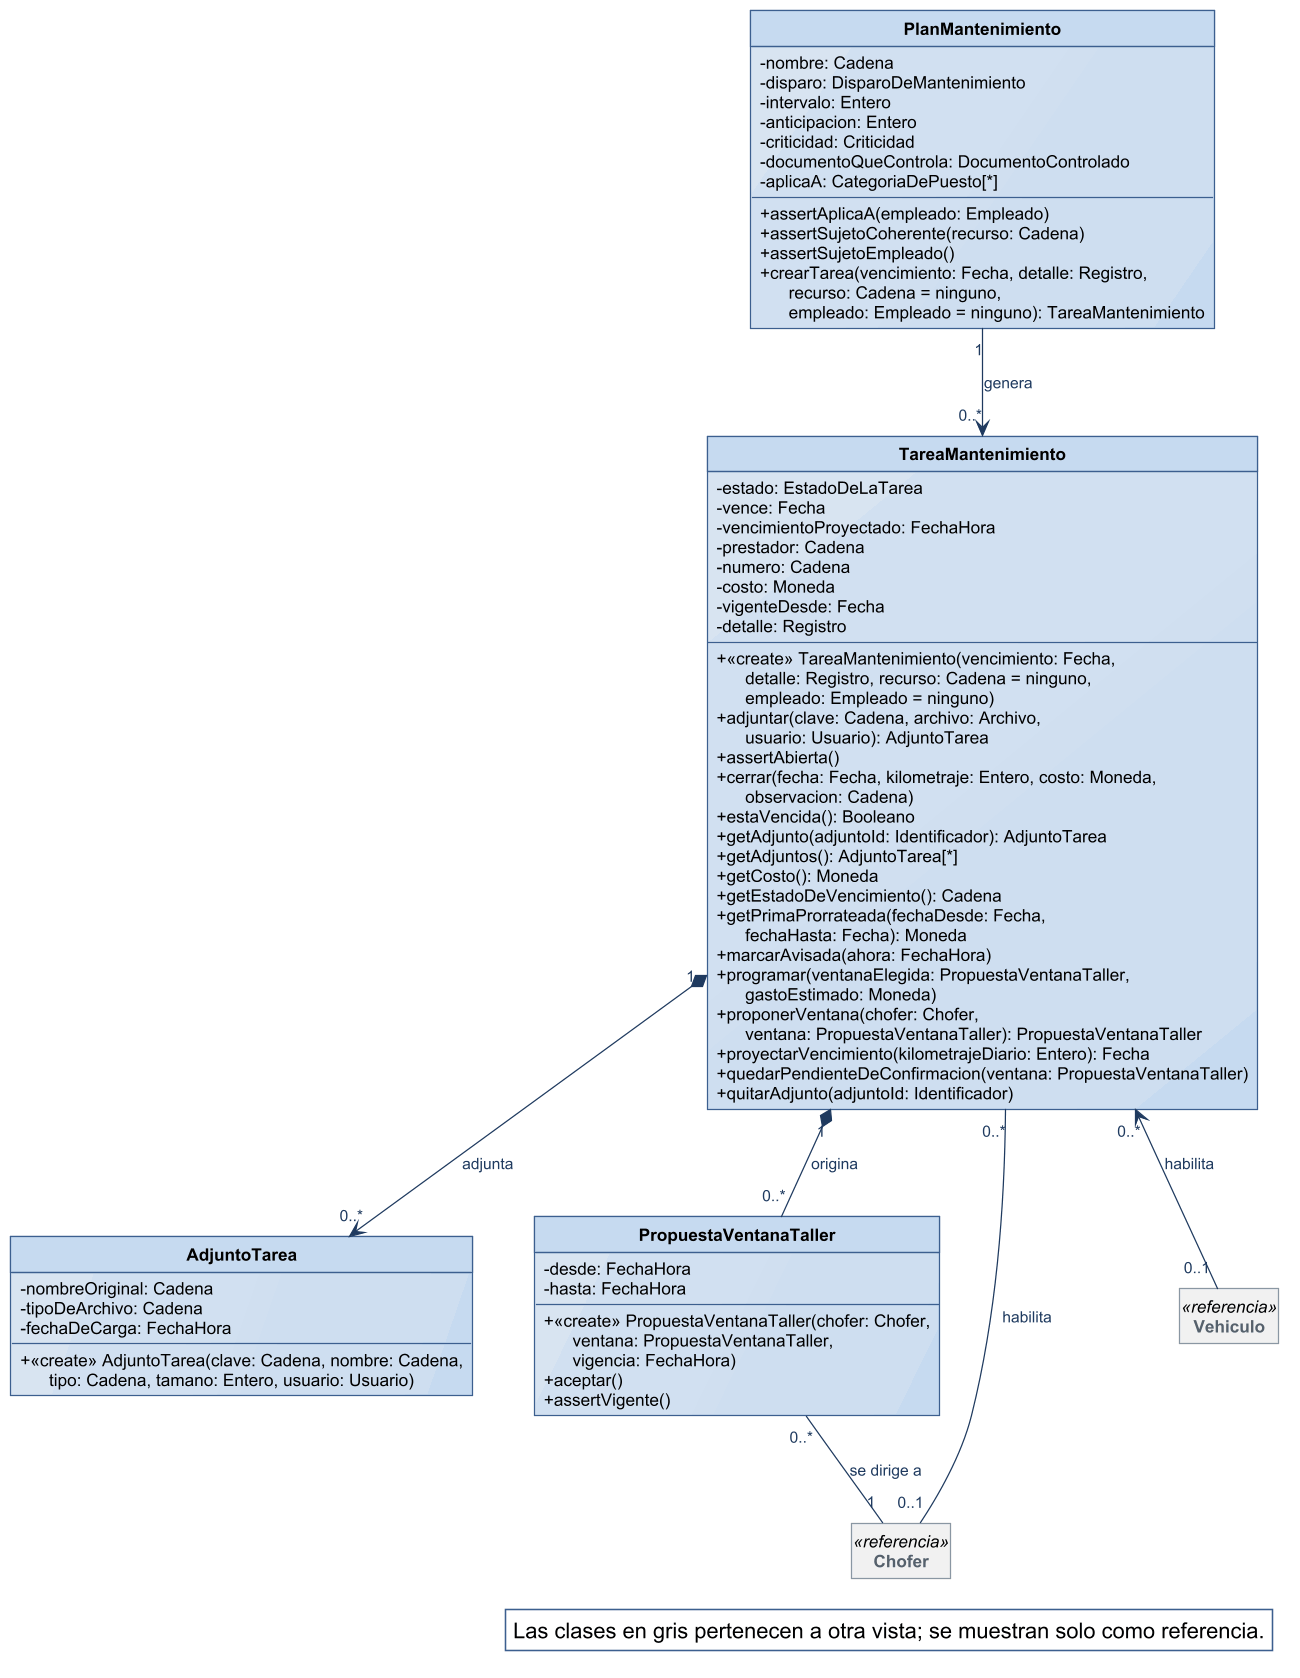 PlanMantenimiento
-nombre: Cadena
-disparo: DisparoDeMantenimiento
-intervalo: Entero
-anticipacion: Entero
-criticidad: Criticidad
-documentoQueControla: DocumentoControlado
-aplicaA: CategoriaDePuesto[*]
+assertAplicaA(empleado: Empleado)
+assertSujetoCoherente(recurso: Cadena)
+assertSujetoEmpleado()
+crearTarea(vencimiento: Fecha, detalle: Registro,
recurso: Cadena = ninguno,
empleado: Empleado = ninguno): TareaMantenimiento
1
genera
0..*
TareaMantenimiento
-estado: EstadoDeLaTarea
-vence: Fecha
-vencimientoProyectado: FechaHora
-prestador: Cadena
-numero: Cadena
-costo: Moneda
-vigenteDesde: Fecha
-detalle: Registro
+«create» TareaMantenimiento(vencimiento: Fecha,
detalle: Registro, recurso: Cadena = ninguno,
empleado: Empleado = ninguno)
+adjuntar(clave: Cadena, archivo: Archivo,
usuario: Usuario): AdjuntoTarea
+assertAbierta()
+cerrar(fecha: Fecha, kilometraje: Entero, costo: Moneda,
observacion: Cadena)
+estaVencida(): Booleano
+getAdjunto(adjuntoId: Identificador): AdjuntoTarea
+getAdjuntos(): AdjuntoTarea[*]
+getCosto(): Moneda
+getEstadoDeVencimiento(): Cadena
+getPrimaProrrateada(fechaDesde: Fecha,
fechaHasta: Fecha): Moneda
+marcarAvisada(ahora: FechaHora)
+programar(ventanaElegida: PropuestaVentanaTaller,
gastoEstimado: Moneda)
+proponerVentana(chofer: Chofer,
ventana: PropuestaVentanaTaller): PropuestaVentanaTaller
+proyectarVencimiento(kilometrajeDiario: Entero): Fecha
+quedarPendienteDeConfirmacion(ventana: PropuestaVentanaTaller)
+quitarAdjunto(adjuntoId: Identificador)
1
adjunta
0..*
1
origina
0..*
0..*
habilita
0..1
0..*
habilita
0..1
AdjuntoTarea
-nombreOriginal: Cadena
-tipoDeArchivo: Cadena
-fechaDeCarga: FechaHora
+«create» AdjuntoTarea(clave: Cadena, nombre: Cadena,
tipo: Cadena, tamano: Entero, usuario: Usuario)
PropuestaVentanaTaller
-desde: FechaHora
-hasta: FechaHora
+«create» PropuestaVentanaTaller(chofer: Chofer,
ventana: PropuestaVentanaTaller,
vigencia: FechaHora)
+aceptar()
+assertVigente()
«referencia»
Vehiculo
0..*
se dirige a
1
«referencia»
Chofer
Las clases en gris pertenecen a otra vista; se muestran solo como referencia.